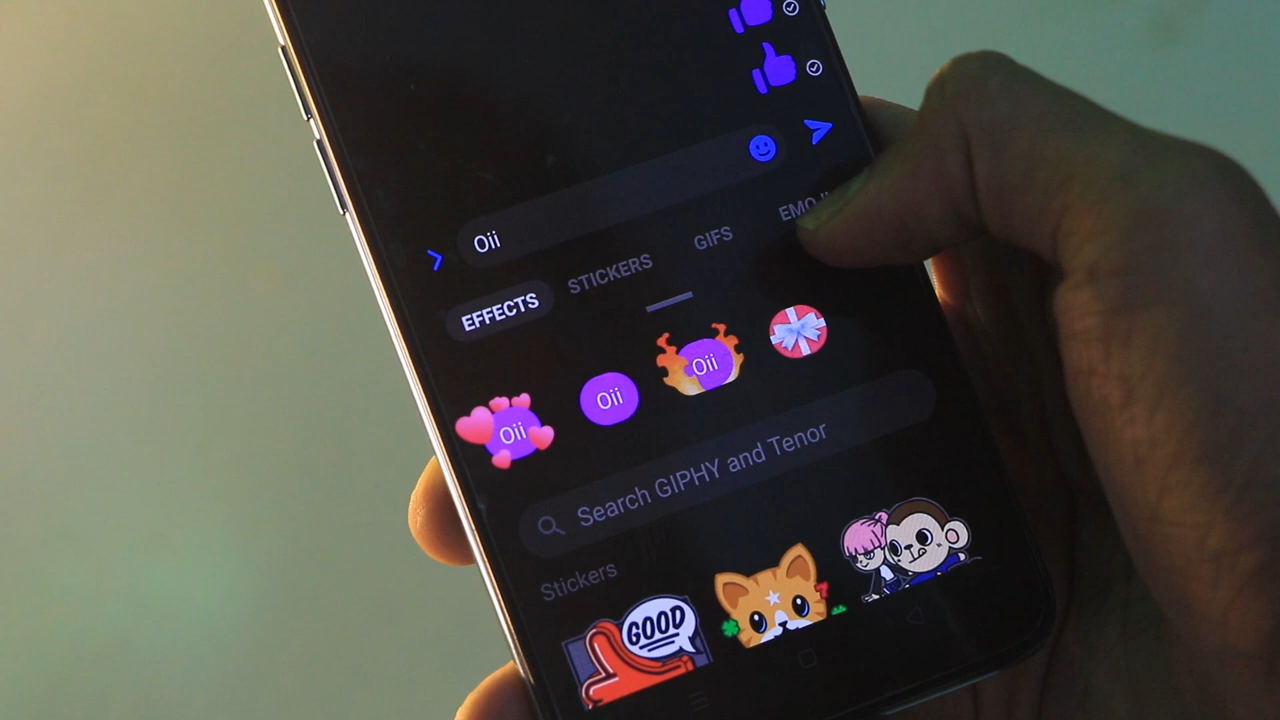 Oii
EFFECTS
STICKERS
GIFS
Oii
Oii
Oii
Search GIPHY and Tenor
Stickers
GOOD